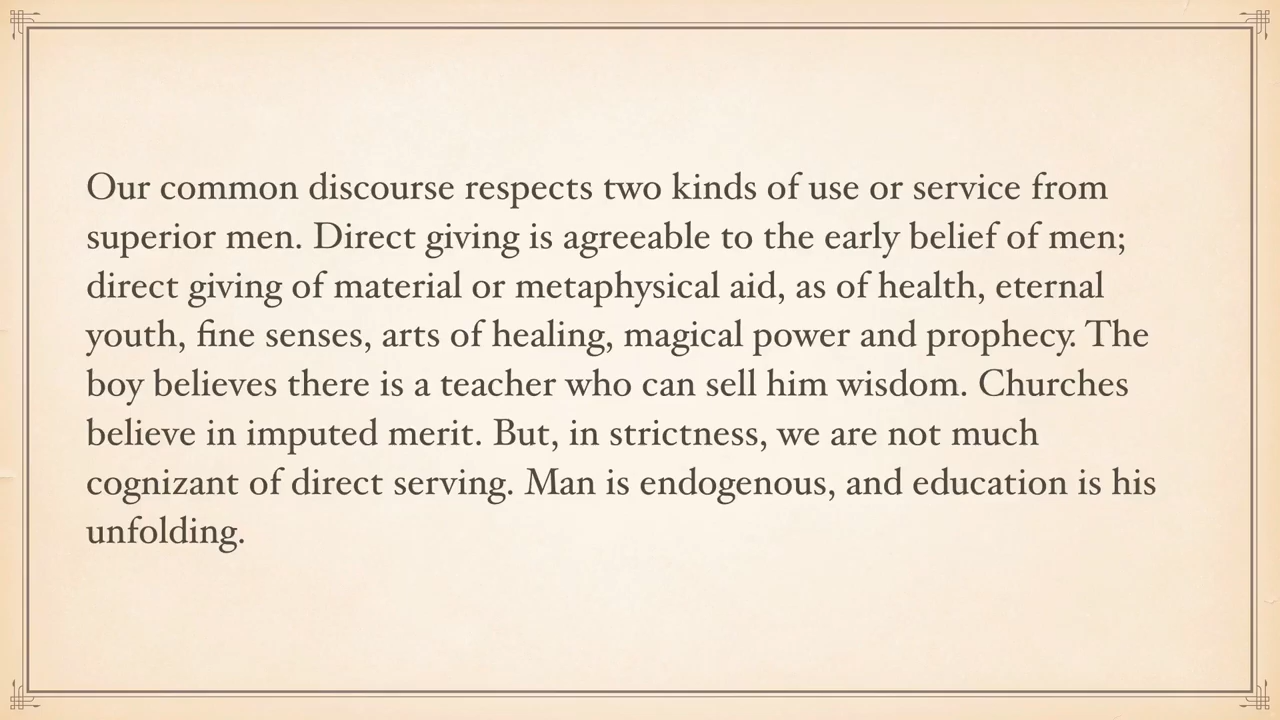 Our common discourse respects two kinds of use or service from
superior men. Direct giving is agreeable to the early belief of men;
direct giving of material or metaphysical aid, as of health, eternal
youth, fine senses, arts of healing, magical power and prophecy. The
boy believes there is a teacher who can sell him wisdom. Churches
believe in imputed merit. But, in strictness, we are not much
cognizant of direct serving. Man is endogenous, and education is his
unfolding.